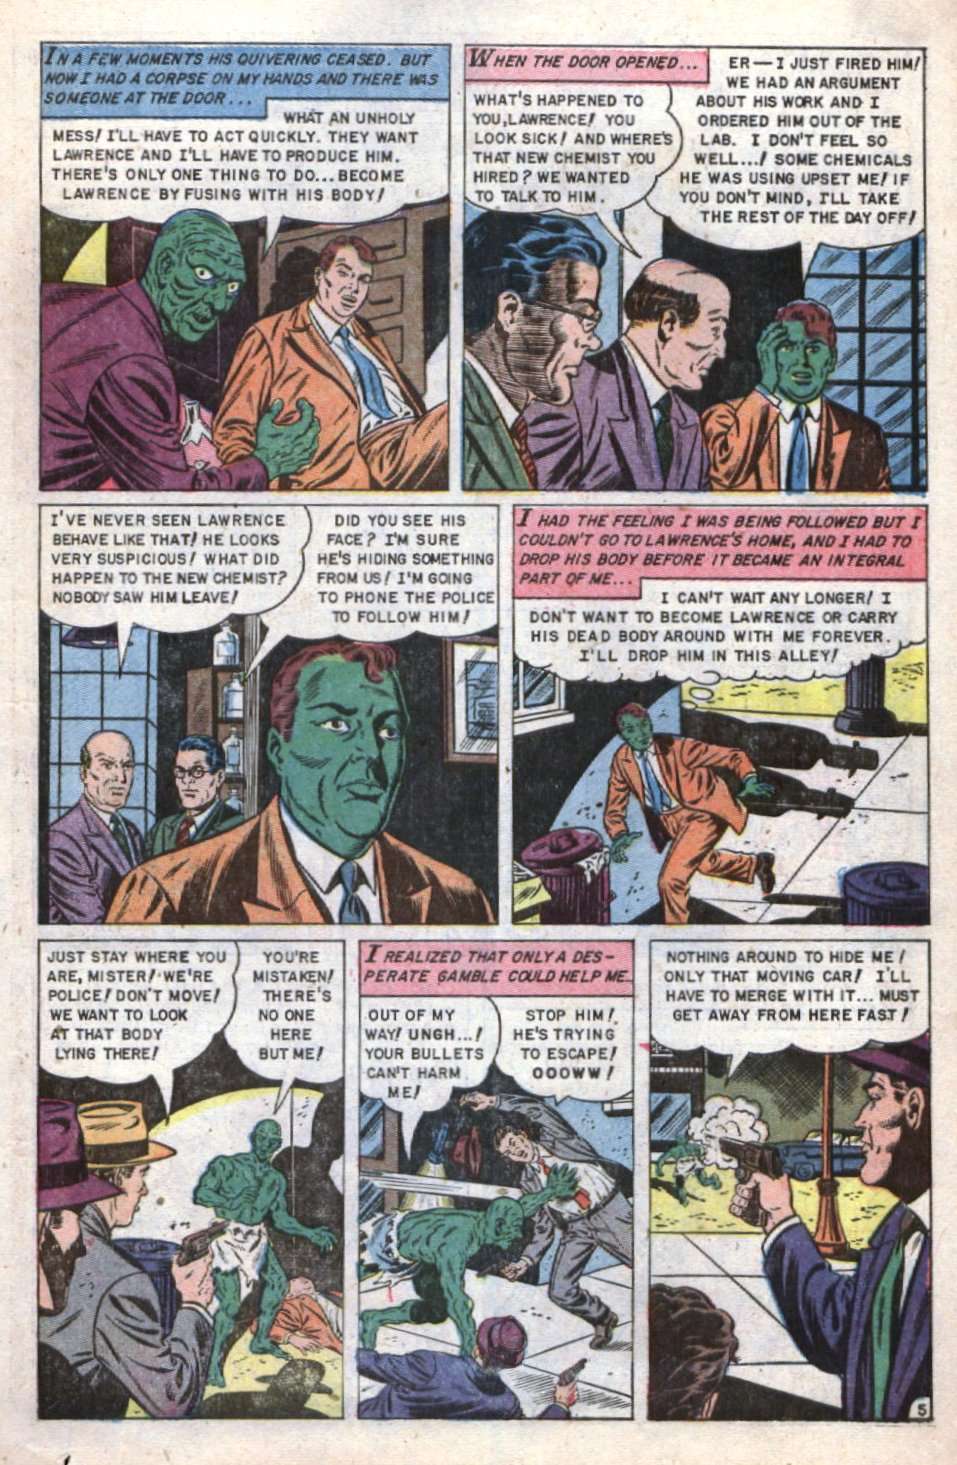 IN A FEW MOMENTS HIS QUIVERING CEASED. BUT
NOW I HAD A CORPSE ON MY HANDS AND THERE WAS
SOMEONE AT THE DOOR...
WHAT AN UNHOLY
MESS! I'LL HAVE TO ACT QUICKLY. THEY WANT
LAWRENCE AND I'LL HAVE TO PRODUCE HIM.
THERE'S ONLY ONE THING TO DO... BECOME
LAWRENCE BY FUSING WITH HIS BODY!
WHEN THE DOOR OPENED...
WHAT'S HAPPENED TO
YOU, LAWRENCE! YOU
LOOK SICK! AND WHERE'S
THAT NEW CHEMIST YOU
HIRED? WE WANTED
TO TALK TO HIM.
ER—I JUST FIRED HIM!
WE HAD AN ARGUMENT
ABOUT HIS WORK AND I
ORDERED HIM OUT OF THE
LAB. I DON'T FEEL SO
WELL...! SOME CHEMICALS
HE WAS USING UPSET ME! IF
YOU DON'T MIND, I'LL TAKE
THE REST OF THE DAY OFF!
I'VE NEVER SEEN LAWRENCE
BEHAVE LIKE THAT! HE LOOKS
VERY SUSPICIOUS! WHAT DID
HAPPEN TO THE NEW CHEMIST?
NOBODY SAW HIM LEAVE!
DID YOU SEE HIS
FACE? I'M SURE
HE'S HIDING SOMETHING
FROM US! I'M GOING
TO PHONE THE POLICE
TO FOLLOW HIM!
I HAD THE FEELING I WAS BEING FOLLOWED BUT I
COULDN'T GO TO LAWRENCE'S HOME, AND I HAD TO
DROP HIS BODY BEFORE IT BECAME AN INTEGRAL
PART OF ME...
I CAN'T WAIT ANY LONGER! I
DON'T WANT TO BECOME LAWRENCE OR CARRY
HIS DEAD BODY AROUND WITH ME FOREVER.
I'LL DROP HIM IN THIS ALLEY!
JUST STAY WHERE YOU
ARE, MISTER! WE'RE
POLICE! DON'T MOVE!
WE WANT TO LOOK
AT THAT BODY
LYING THERE!
YOU'RE
MISTAKEN!
THERE'S
NO ONE
HERE
BUT ME!
I REALIZED THAT ONLY A DES-
PERATE GAMBLE COULD HELP ME...
OUT OF MY
WAY! UNGH...!
YOUR BULLETS
CAN'T HARM
ME!
STOP HIM!
HE'S TRYING
TO ESCAPE!
OOOWW!
NOTHING AROUND TO HIDE ME!
ONLY THAT MOVING CAR! I'LL
HAVE TO MERGE WITH IT... MUST
GET AWAY FROM HERE FAST!
5